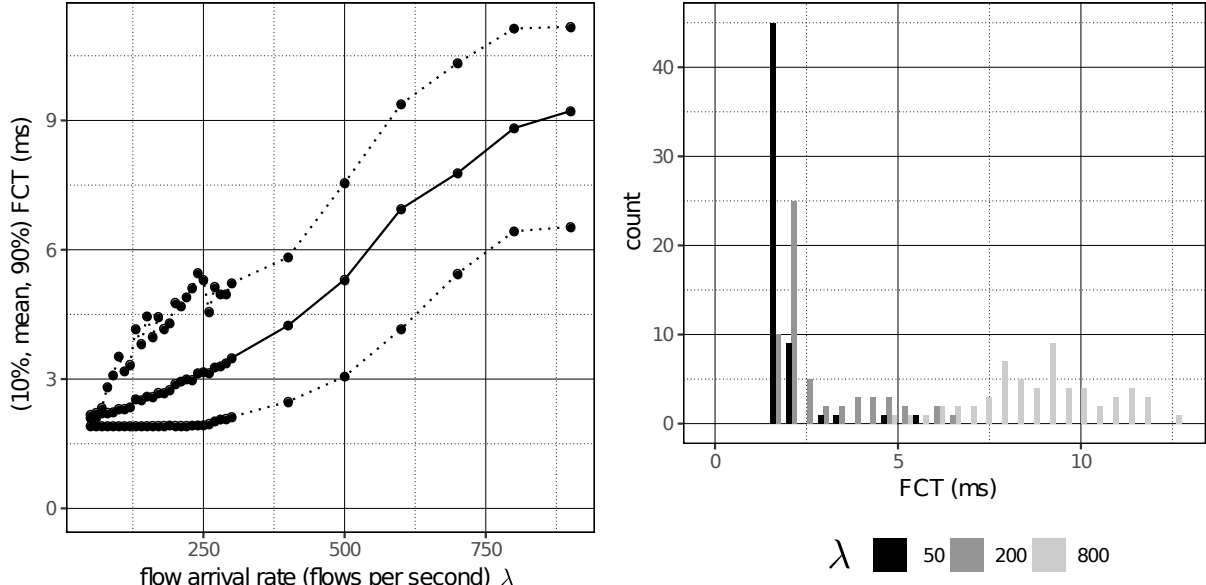 (10%, mean, 90%) FCT (ms)
9
6
3
0
250 500 750
flow arrival rate (flows per second) λ
count
40
30
20
10
0
0 5 10
FCT (ms)
λ 50 200 800